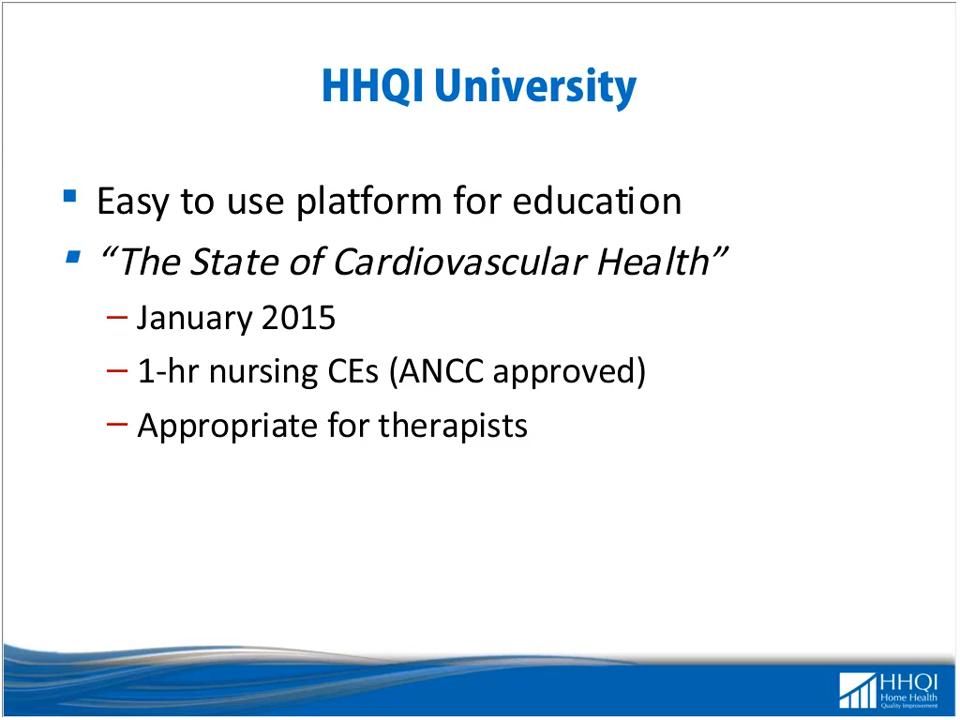 HHQI University
▪ Easy to use platform for education
▪ “The State of Cardiovascular Health”
– January 2015
– 1-hr nursing CEs (ANCC approved)
– Appropriate for therapists
HHQI
Home Health
Quality Improvement